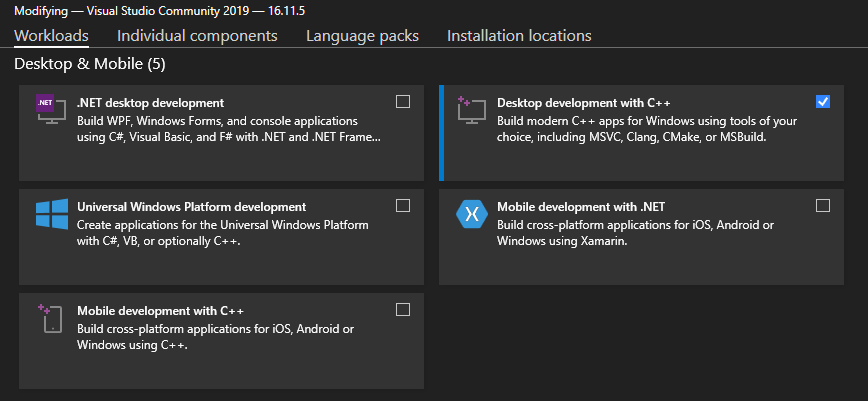 Modifying — Visual Studio Community 2019 — 16.11.5
Workloads Individual components Language packs Installation locations
Desktop & Mobile (5)
.NET
.NET desktop development
Build WPF, Windows Forms, and console applications
using C#, Visual Basic, and F# with .NET and .NET Frame...
Desktop development with C++
Build modern C++ apps for Windows using tools of your
choice, including MSVC, Clang, CMake, or MSBuild.
Universal Windows Platform development
Create applications for the Universal Windows Platform
with C#, VB, or optionally C++.
Mobile development with .NET
Build cross-platform applications for iOS, Android or
Windows using Xamarin.
Mobile development with C++
Build cross-platform applications for iOS, Android or
Windows using C++.